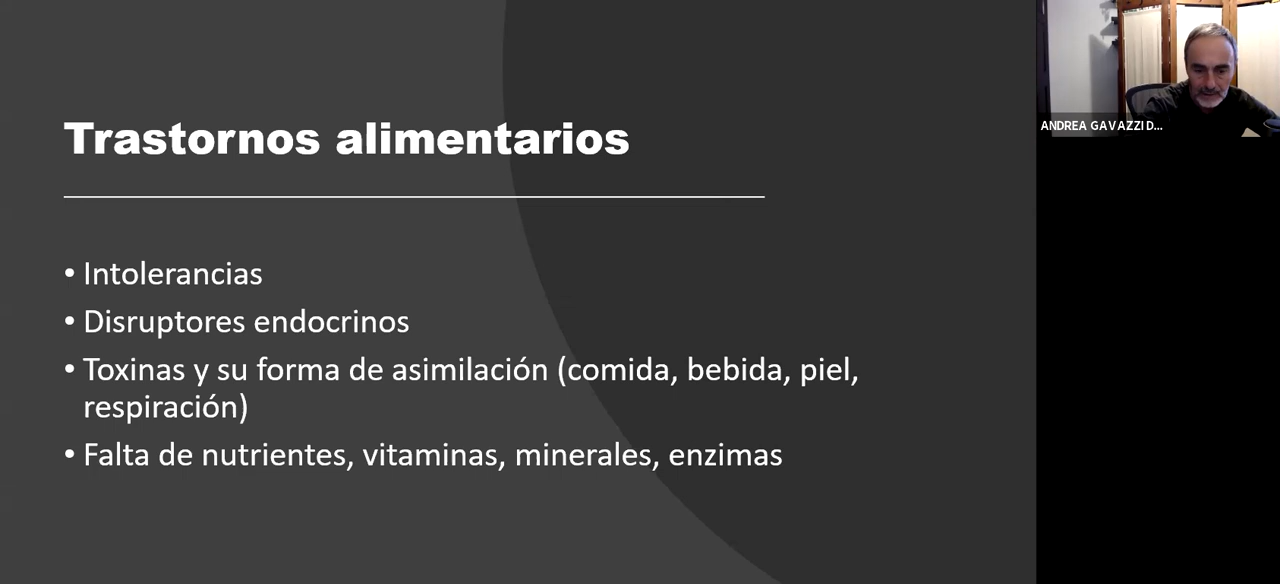 Trastornos alimentarios
• Intolerancias
• Disruptores endocrinos
• Toxinas y su forma de asimilación (comida, bebida, piel,
respiración)
• Falta de nutrientes, vitaminas, minerales, enzimas
ANDREA GAVAZZI D...